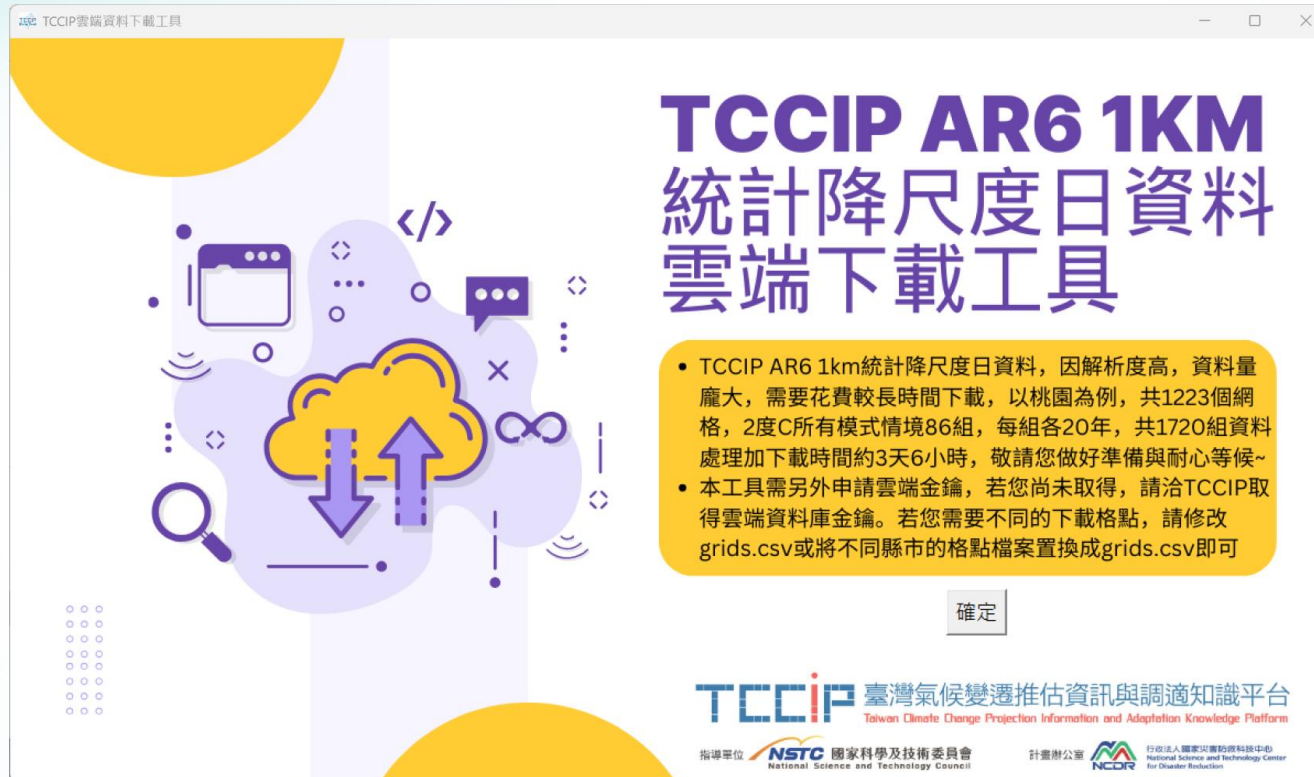 TCCIP雲端資料下載工具
TCCIP AR6 1KM
統計降尺度日資料
雲端下載工具
</>
• TCCIP AR6 1km統計降尺度日資料，因解析度高，資料量
龐大，需要花費較長時間下載，以桃園為例，共1223個網
格，2度C所有模式情境86組，每組各20年，共1720組資料
處理加下載時間約3天6小時，敬請您做好準備與耐心等候~
• 本工具需另外申請雲端金鑰，若您尚未取得，請洽TCCIP取
得雲端資料庫金鑰。若您需要不同的下載格點，請修改
grids.csv或將不同縣市的格點檔案置換成grids.csv即可
確定
TCCIP 臺灣氣候變遷推估資訊與調適知識平台
Taiwan Climate Change Projection Information and Adaptation Knowledge Platform
指導單位 NSTC 國家科學及技術委員會
National Science and Technology Council
計畫辦公室 NCDR 行政法人國家災害防救科技中心
National Science and Technology Center
for Disaster Reduction